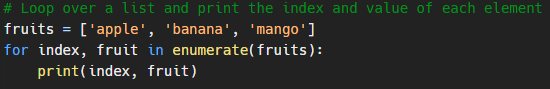 # Loop over a list and print the index and value of each element
fruits = ['apple', 'banana', 'mango']
for index, fruit in enumerate(fruits):
    print(index, fruit)